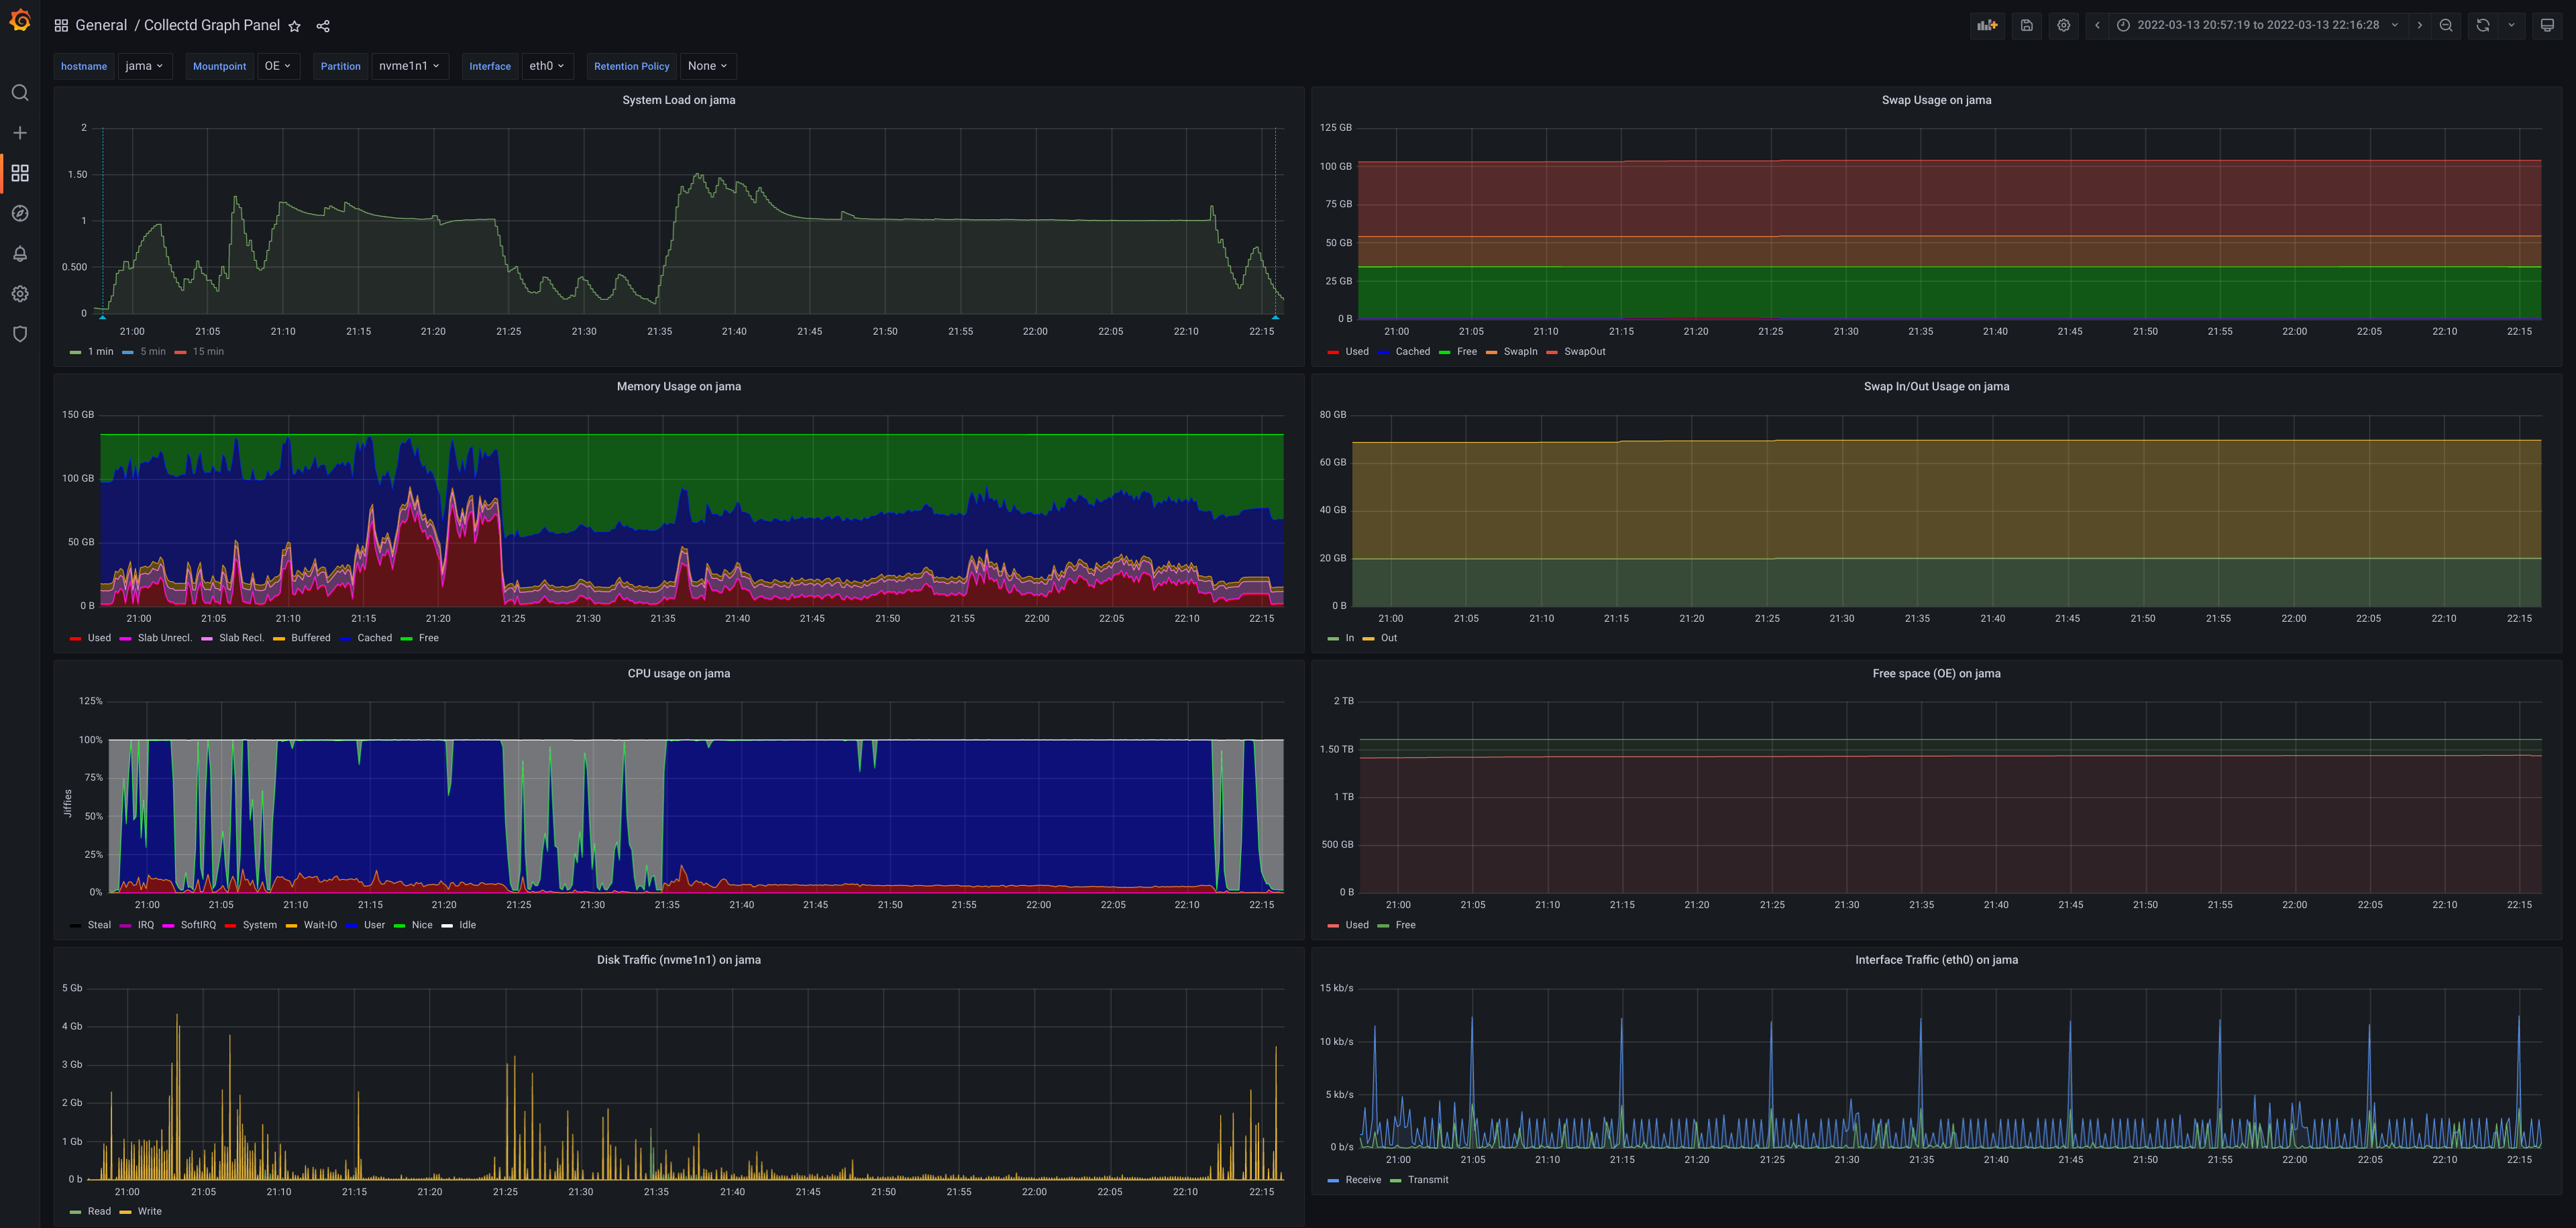 General / Collectd Graph Panel
2022-03-13 20:57:19 to 2022-03-13 22:16:28
hostname jama Mountpoint OE Partition nvme1n1 Interface eth0 Retention Policy None
System Load on jama
2
1.50
1
0.500
0
21:00 21:05 21:10 21:15 21:20 21:25 21:30 21:35 21:40 21:45 21:50 21:55 22:00 22:05 22:10 22:15
1 min 5 min 15 min
Swap Usage on jama
125 GB
100 GB
75 GB
50 GB
25 GB
0 B
21:00 21:05 21:10 21:15 21:20 21:25 21:30 21:35 21:40 21:45 21:50 21:55 22:00 22:05 22:10 22:15
Used Cached Free SwapIn SwapOut
Memory Usage on jama
150 GB
100 GB
50 GB
0 B
21:00 21:05 21:10 21:15 21:20 21:25 21:30 21:35 21:40 21:45 21:50 21:55 22:00 22:05 22:10 22:15
Used Slab Unrecl. Slab Recl. Buffered Cached Free
Swap In/Out Usage on jama
80 GB
60 GB
40 GB
20 GB
0 B
21:00 21:05 21:10 21:15 21:20 21:25 21:30 21:35 21:40 21:45 21:50 21:55 22:00 22:05 22:10 22:15
In Out
CPU usage on jama
Jiffies
125%
100%
75%
50%
25%
0%
21:00 21:05 21:10 21:15 21:20 21:25 21:30 21:35 21:40 21:45 21:50 21:55 22:00 22:05 22:10 22:15
Steal IRQ SoftIRQ System Wait-IO User Nice Idle
Free space (OE) on jama
2 TB
1.50 TB
1 TB
500 GB
0 B
21:00 21:05 21:10 21:15 21:20 21:25 21:30 21:35 21:40 21:45 21:50 21:55 22:00 22:05 22:10 22:15
Used Free
Disk Traffic (nvme1n1) on jama
5 Gb
4 Gb
3 Gb
2 Gb
1 Gb
0 b
21:00 21:05 21:10 21:15 21:20 21:25 21:30 21:35 21:40 21:45 21:50 21:55 22:00 22:05 22:10 22:15
Read Write
Interface Traffic (eth0) on jama
15 kb/s
10 kb/s
5 kb/s
0 b/s
21:00 21:05 21:10 21:15 21:20 21:25 21:30 21:35 21:40 21:45 21:50 21:55 22:00 22:05 22:10 22:15
Receive Transmit